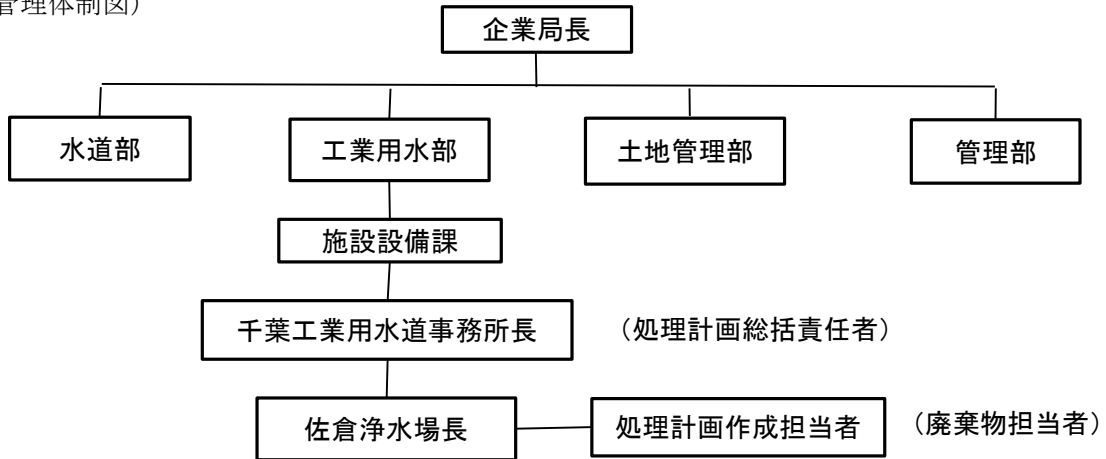 管理体制図）
企業局長
水道部
工業用水部
土地管理部
管理部
施設設備課
千葉工業用水道事務所長
（処理計画総括責任者）
佐倉浄水場長
処理計画作成担当者
（廃棄物担当者）